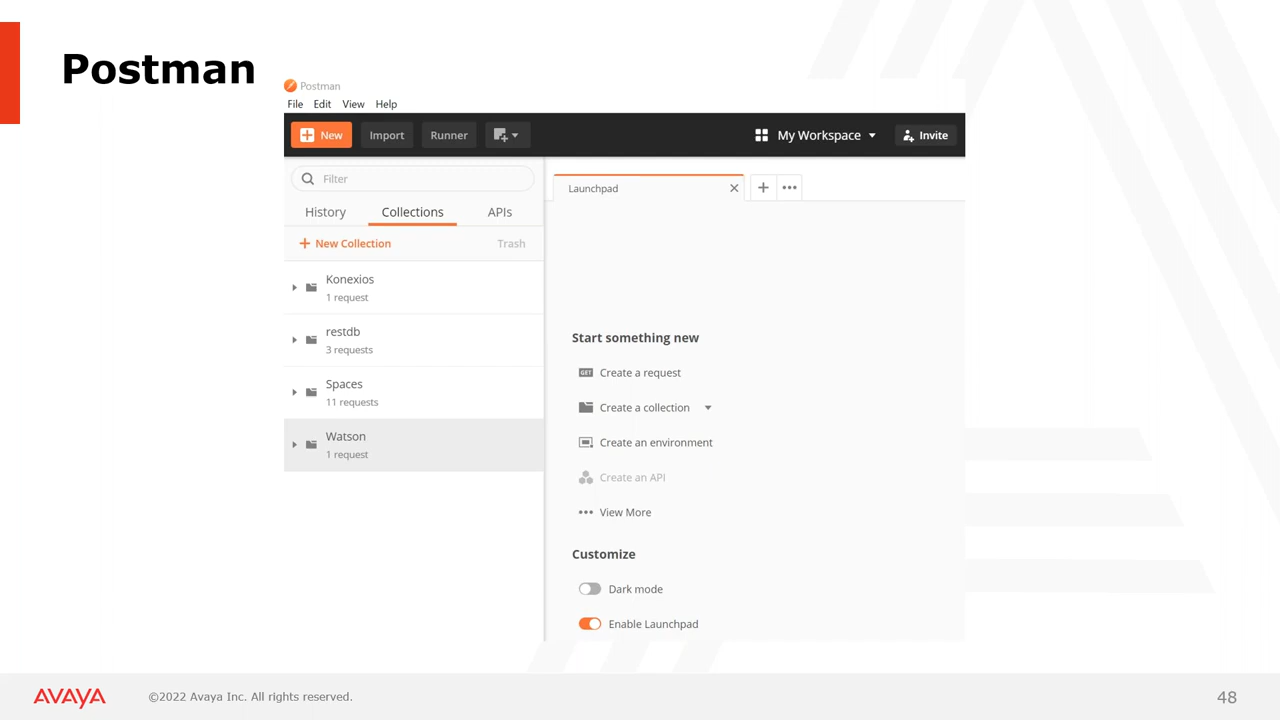 Postman
Postman
File Edit View Help
New Import Runner My Workspace Invite
Filter
Launchpad
History Collections APIs
New Collection Trash
Konexios
1 request
restdb
3 requests
Spaces
11 requests
Watson
1 request
Start something new
GET Create a request
Create a collection
Create an environment
Create an API
View More
Customize
Dark mode
Enable Launchpad
AVAYA ©2022 Avaya Inc. All rights reserved. 48